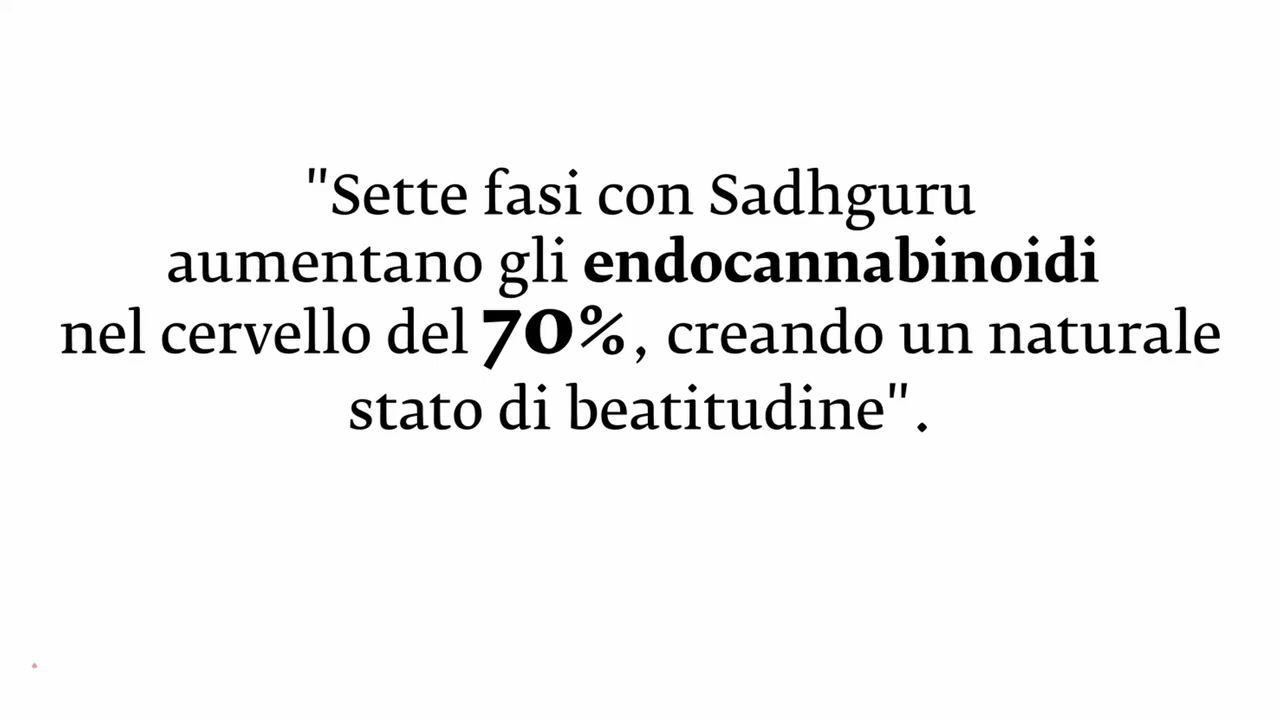 "Sette fasi con Sadhguru
aumentano gli endocannabinoidi
nel cervello del 70%, creando un naturale
stato di beatitudine".